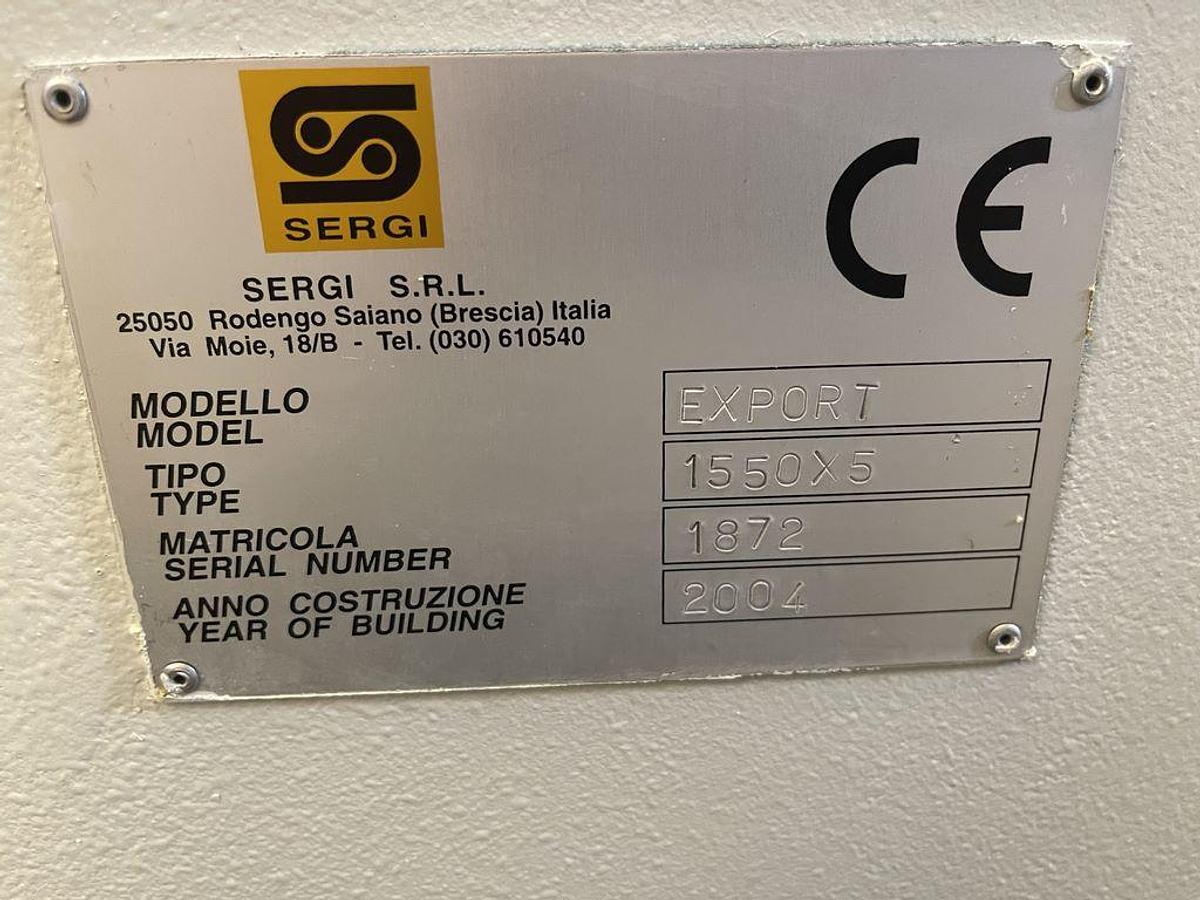 SERGI
CE
SERGI S.R.L.
25050 Rodengo Saiano (Brescia) Italia
Via Moie, 18/B - Tel. (030) 610540
MODELLO
MODEL
EXPORT
TIPO
TYPE
1550X5
MATRICOLA
SERIAL NUMBER
1872
ANNO COSTRUZIONE
YEAR OF BUILDING
2004